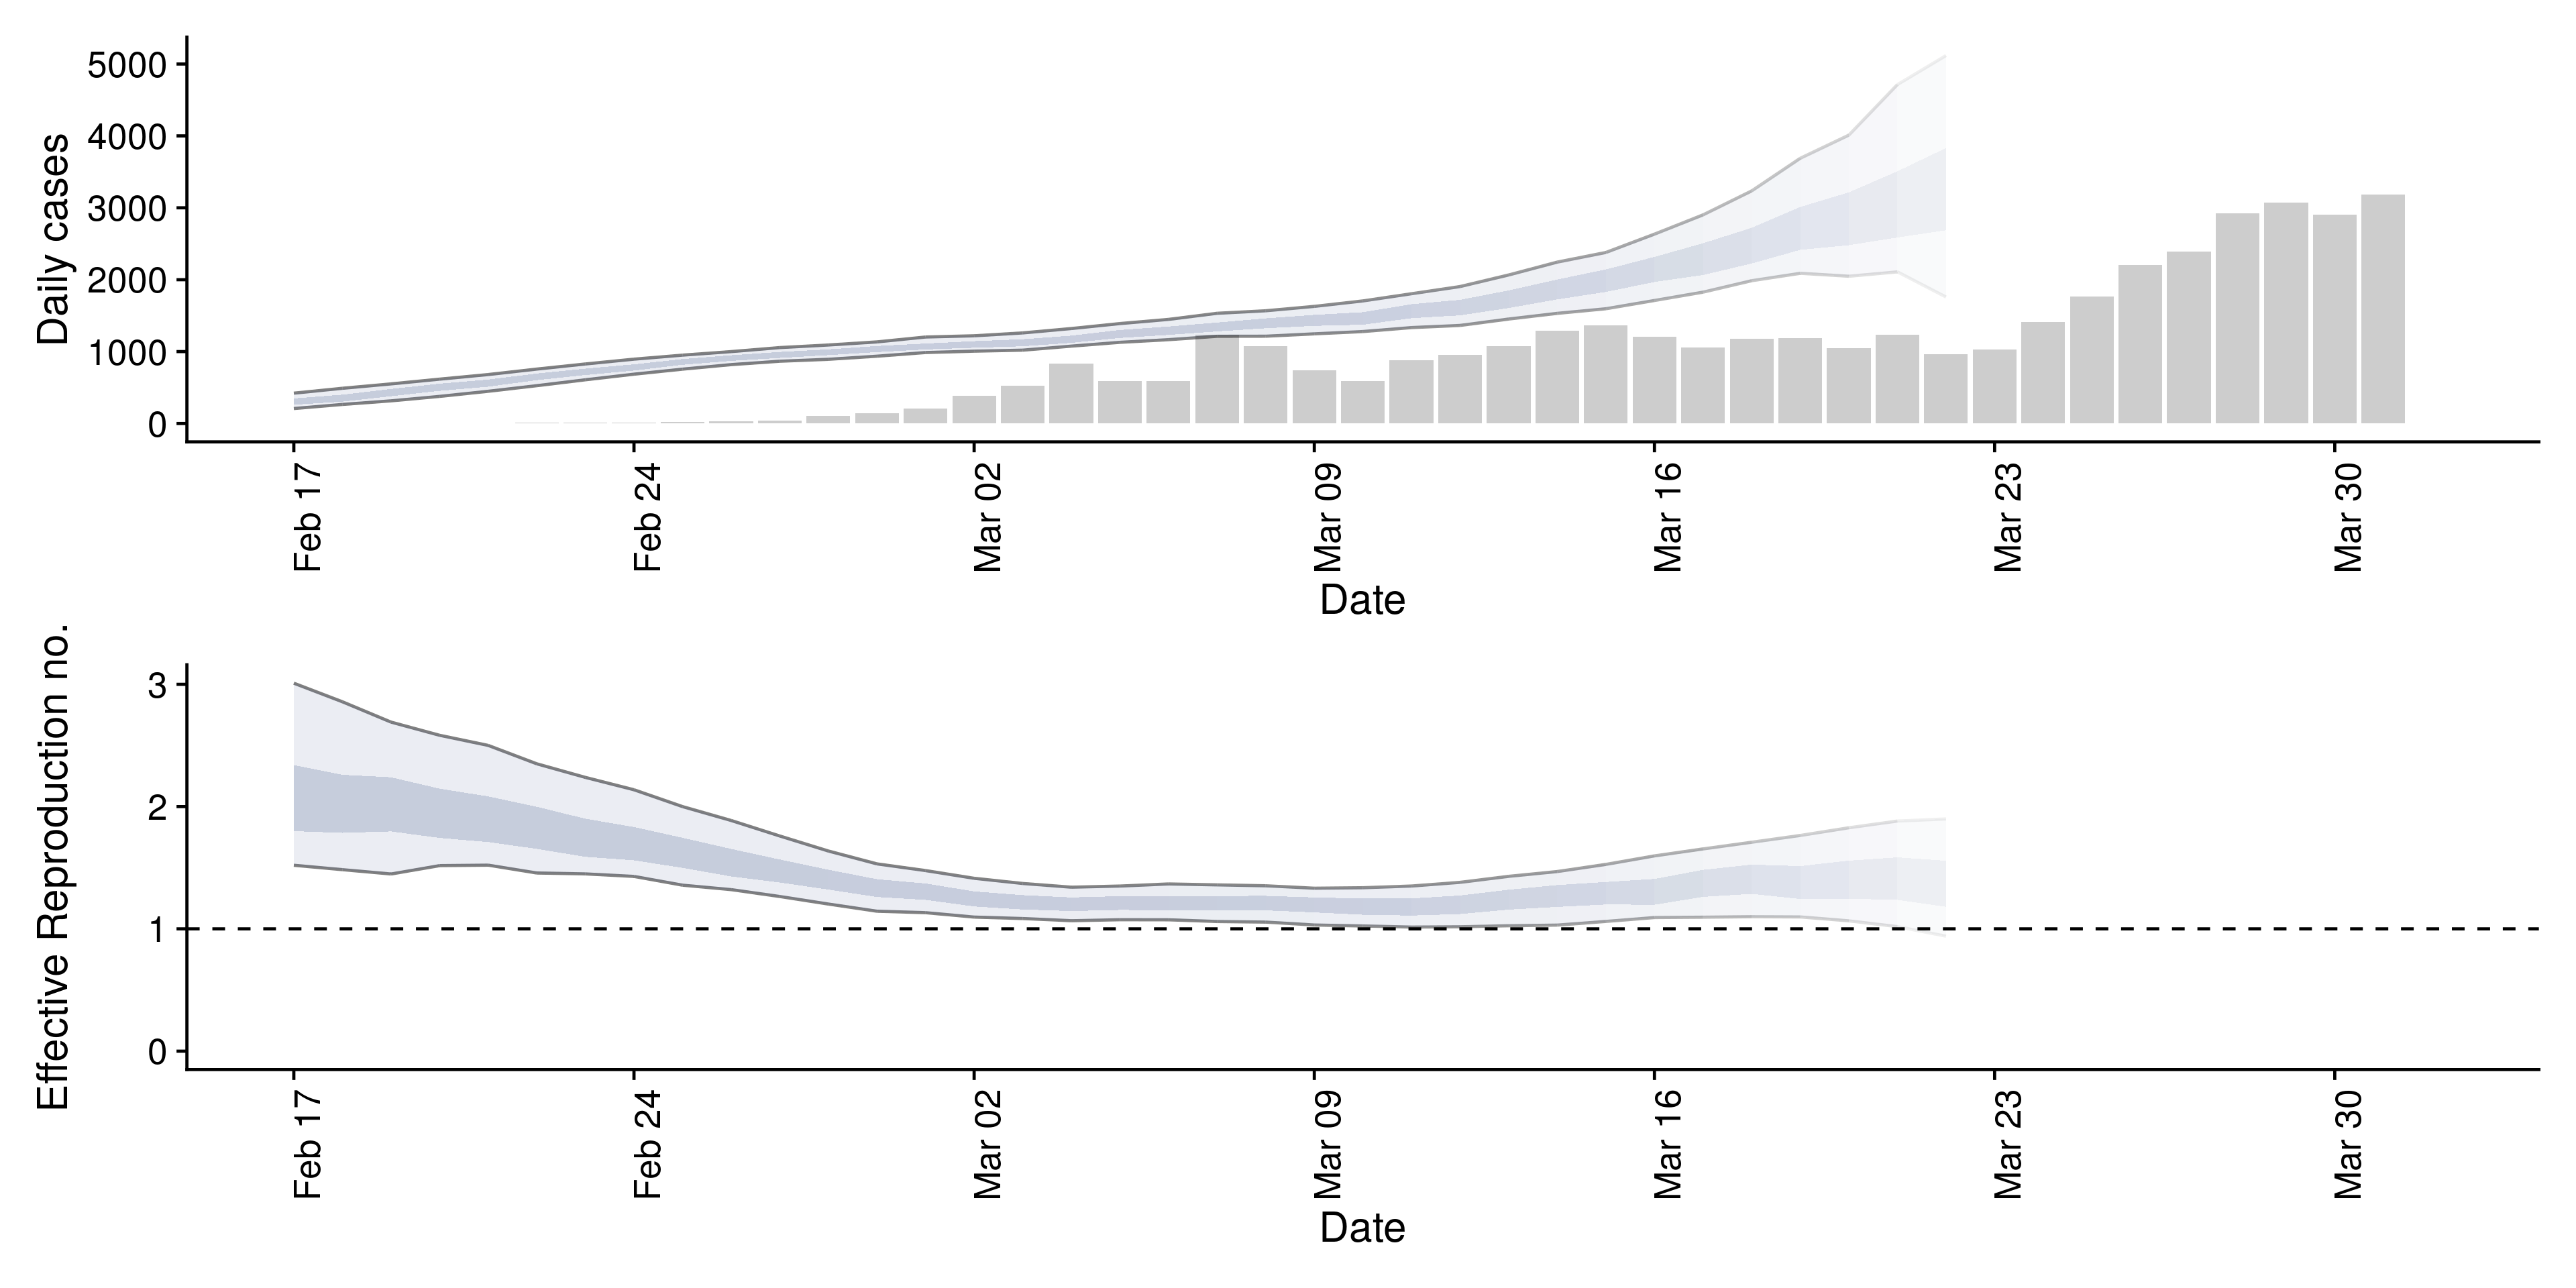 Daily cases
5000
4000
3000
2000
1000
0
Feb 17
Feb 24
Mar 02
Mar 09
Mar 16
Mar 23
Mar 30
Date
Effective Reproduction no.
3
2
1
0
Feb 17
Feb 24
Mar 02
Mar 09
Mar 16
Mar 23
Mar 30
Date